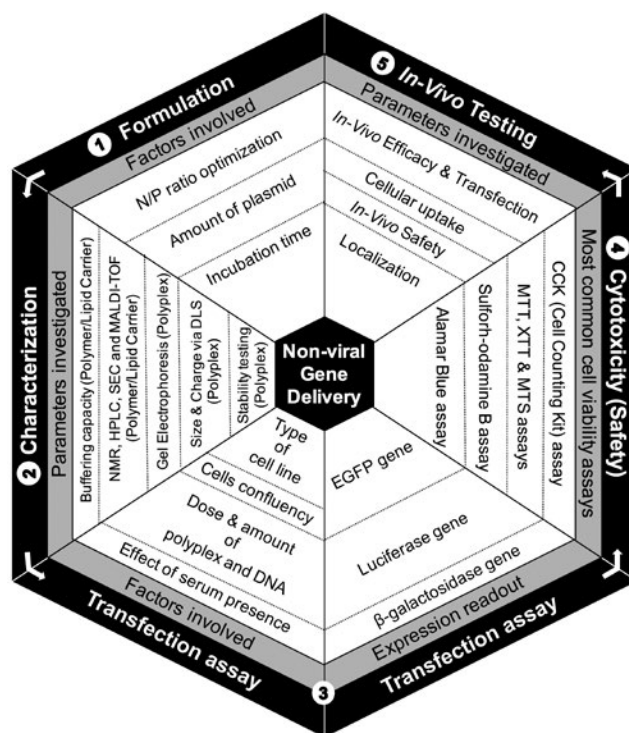 Non-viral
Gene
Delivery
1 Formulation
Factors involved
N/P ratio optimization
Amount of plasmid
Incubation time
2 Characterization
Parameters investigated
Buffering capacity (Polymer/Lipid Carrier)
NMR, HPLC, SEC and MALDI-TOF
(Polymer/Lipid Carrier)
Gel Electrophoresis (Polyplex)
Size & Charge via DLS
(Polyplex)
Stability testing
(Polyplex)
3
Transfection assay
Factors involved
Effect of serum presence
Dose & amount
of
polyplex and DNA
Cells confluency
Type
of
cell line
Transfection assay
Expression readout
β-galactosidase gene
Luciferase gene
EGFP gene
4 Cytotoxicity (Safety)
Most common cell viability assays
CCK (Cell Counting Kit) assay
MTT, XTT & MTS assays
Sulforh-odamine B assay
Alamar Blue assay
5 In-Vivo Testing
Parameters investigated
In-Vivo Efficacy & Transfection
Cellular uptake
In-Vivo Safety
Localization